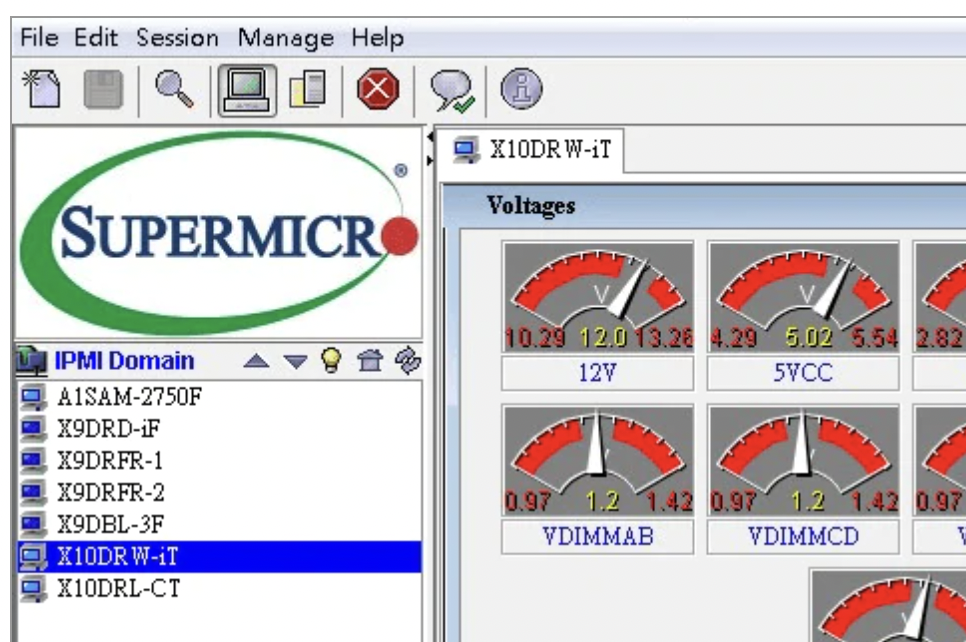 File Edit Session Manage Help
SUPERMICR
®
X10DRW-iT
Voltages
V V
10.29 12.0 13.26 4.29 5.02 5.54 2.82
12V 5VCC
IPMI Domain
A1SAM-2750F
X9DRD-iF
X9DRFR-1
X9DRFR-2
X9DBL-3F
X10DRW-iT
X10DRL-CT
0.97 1.2 1.42 0.97 1.2 1.42 0.97
VDIMMAB VDIMMCD